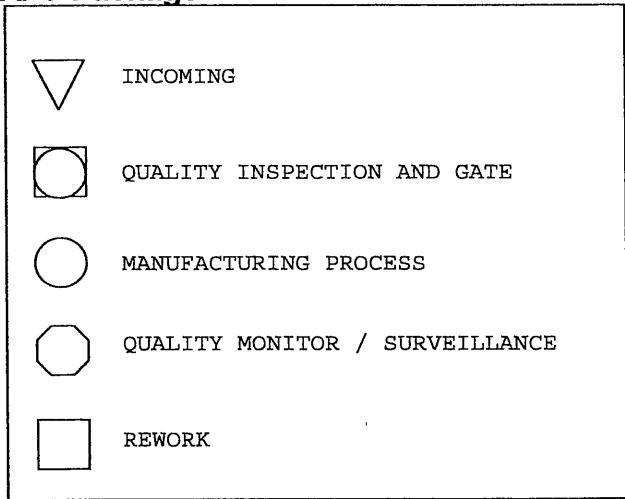 INCOMING
QUALITY INSPECTION AND GATE
MANUFACTURING PROCESS
QUALITY MONITOR / SURVEILLANCE
REWORK